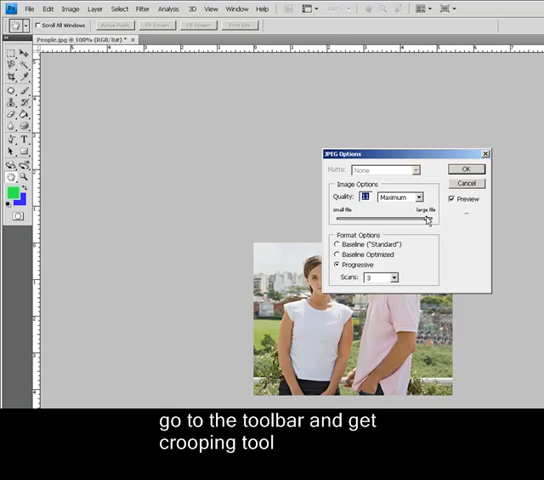 Ps File Edit Image Layer Select Filter Analysis 3D View Window Help
Scroll All Windows Actual Pixels Fit Screen Fill Screen Print Size
People.jpg @ 100% (RGB/8#) *
JPEG Options
Matte: None OK
Image Options Cancel
Quality: 11 Maximum Preview
small file large file
Format Options
Baseline ("Standard")
Baseline Optimized
Progressive
Scans: 3
go to the toolbar and get
crooping tool